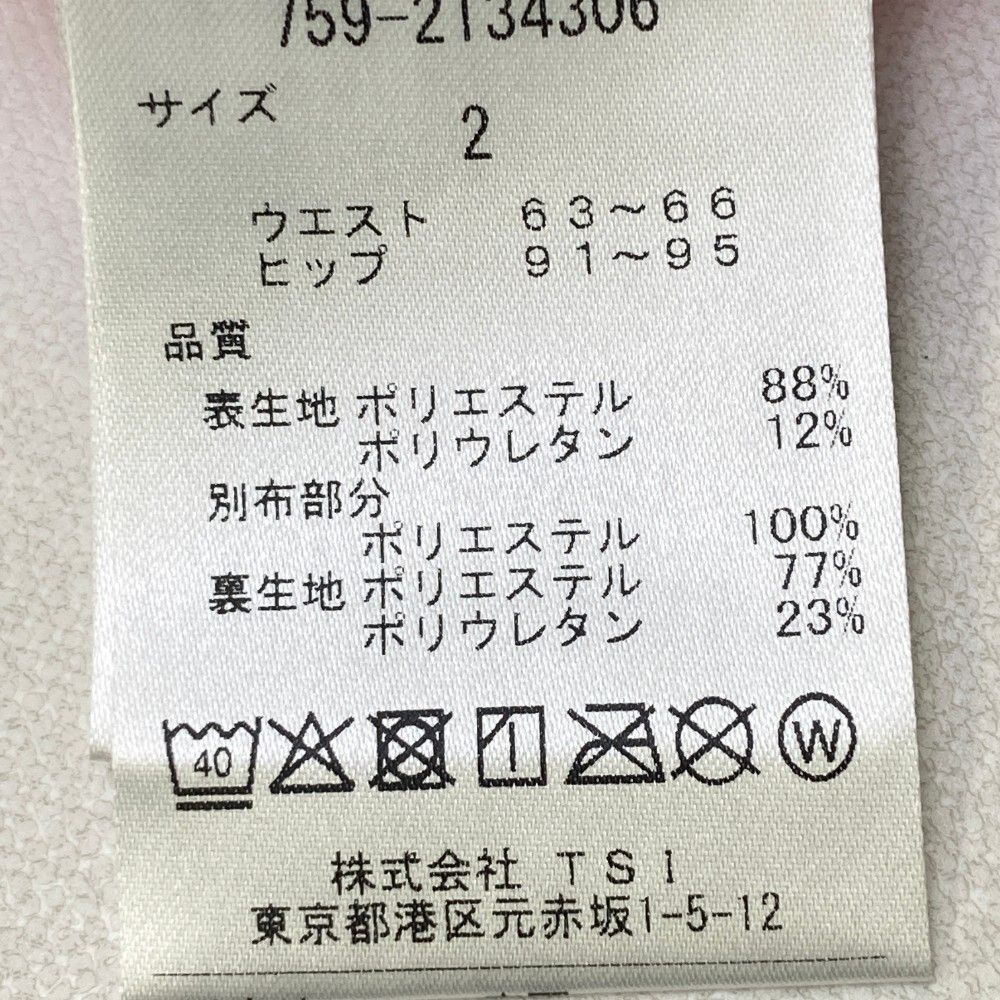 759-2134306
サイズ
2
ウエスト 63～66
ヒップ 91～95
品質
表生地 ポリエステル 88%
ポリウレタン 12%
別布部分
ポリエステル 100%
裏生地 ポリエステル 77%
ポリウレタン 23%
40 W
株式会社 TSI
東京都港区元赤坂1-5-12